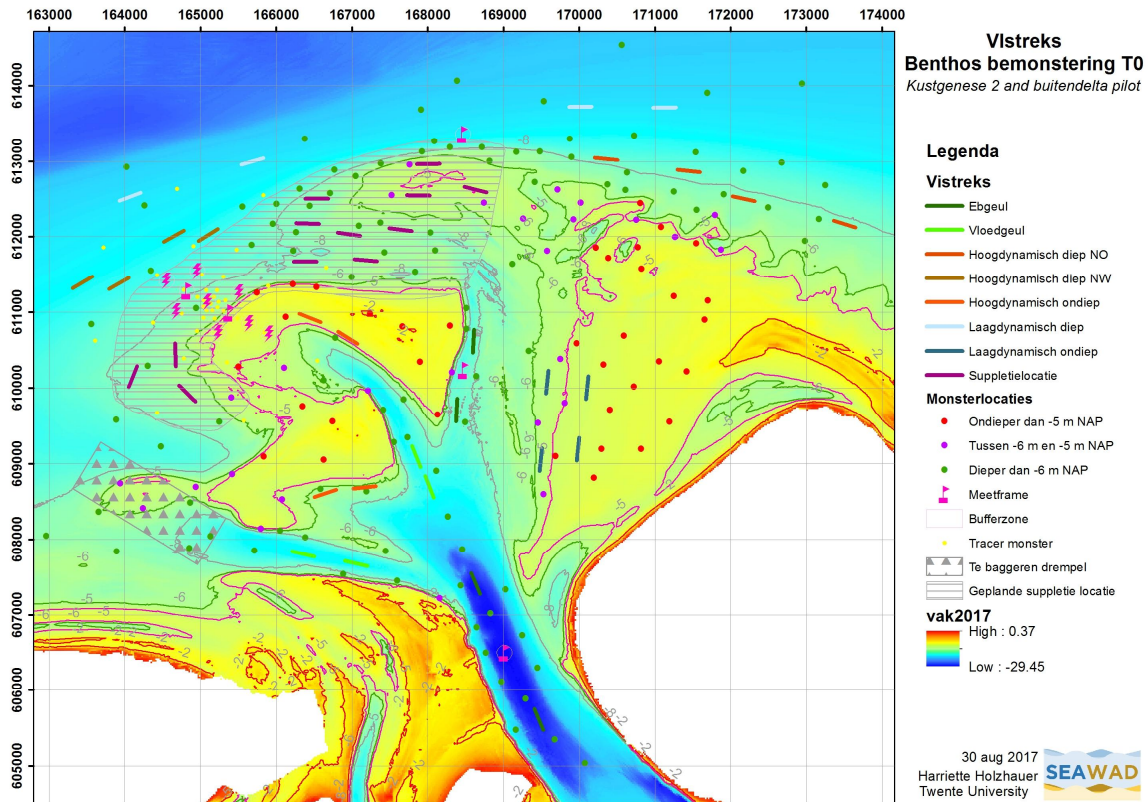 163000 164000 165000 166000 167000 168000 169000 170000 171000 172000 173000 174000
614000
613000
612000
611000
610000
609000
608000
607000
606000
605000
VIstreks
Benthos bemonstering T0
Kustgenese 2 and buitendelta pilot
Legenda
Vistreks
Ebgeul
Vloedgeul
Hoogdynamisch diep NO
Hoogdynamisch diep NW
Hoogdynamisch ondiep
Laagdynamisch diep
Laagdynamisch ondiep
Suppletielocatie
Monsterlocaties
Ondieper dan -5 m NAP
Tussen -6 m en -5 m NAP
Dieper dan -6 m NAP
Meetframe
Bufferzone
Tracer monster
Te baggeren drempel
Geplande suppletie locatie
vak2017
High : 0.37
Low : -29.45
30 aug 2017
Harriette Holzhauer
Twente University
SEAWAD